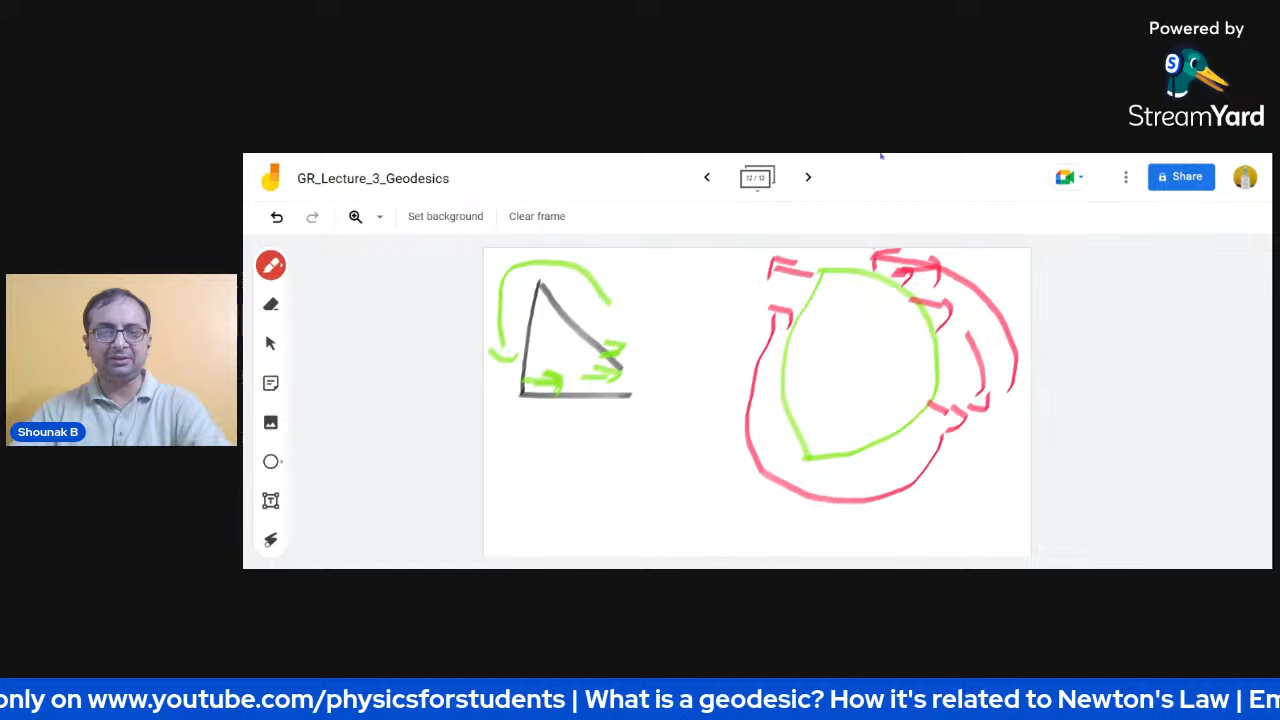 Powered by
StreamYard
GR_Lecture_3_Geodesics
12 / 12
Share
Set background
Clear frame
Shounak B
only on www.youtube.com/physicsforstudents | What is a geodesic? How it's related to Newton's Law | Em